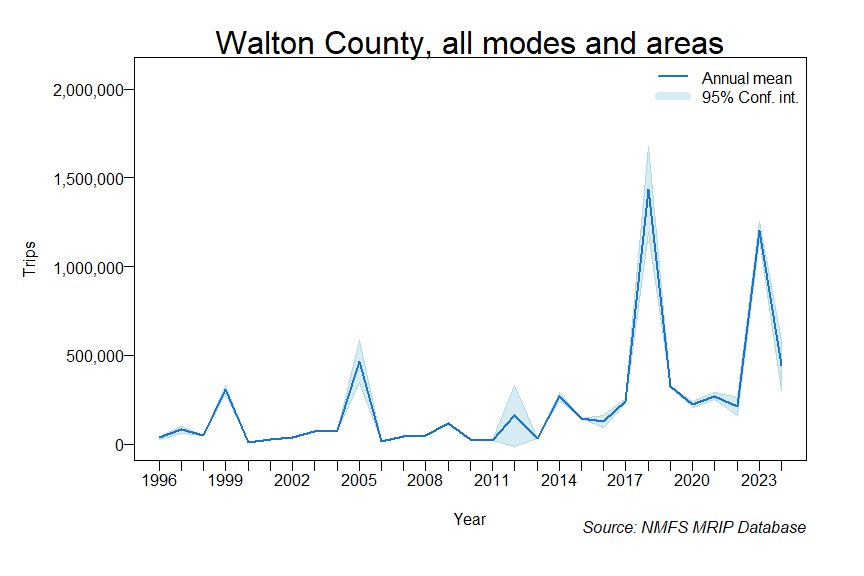 Walton County, all modes and areas
Annual mean
95% Conf. int.
2,000,000
1,500,000
1,000,000
500,000
0
Trips
1996 1999 2002 2005 2008 2011 2014 2017 2020 2023
Year
Source: NMFS MRIP Database